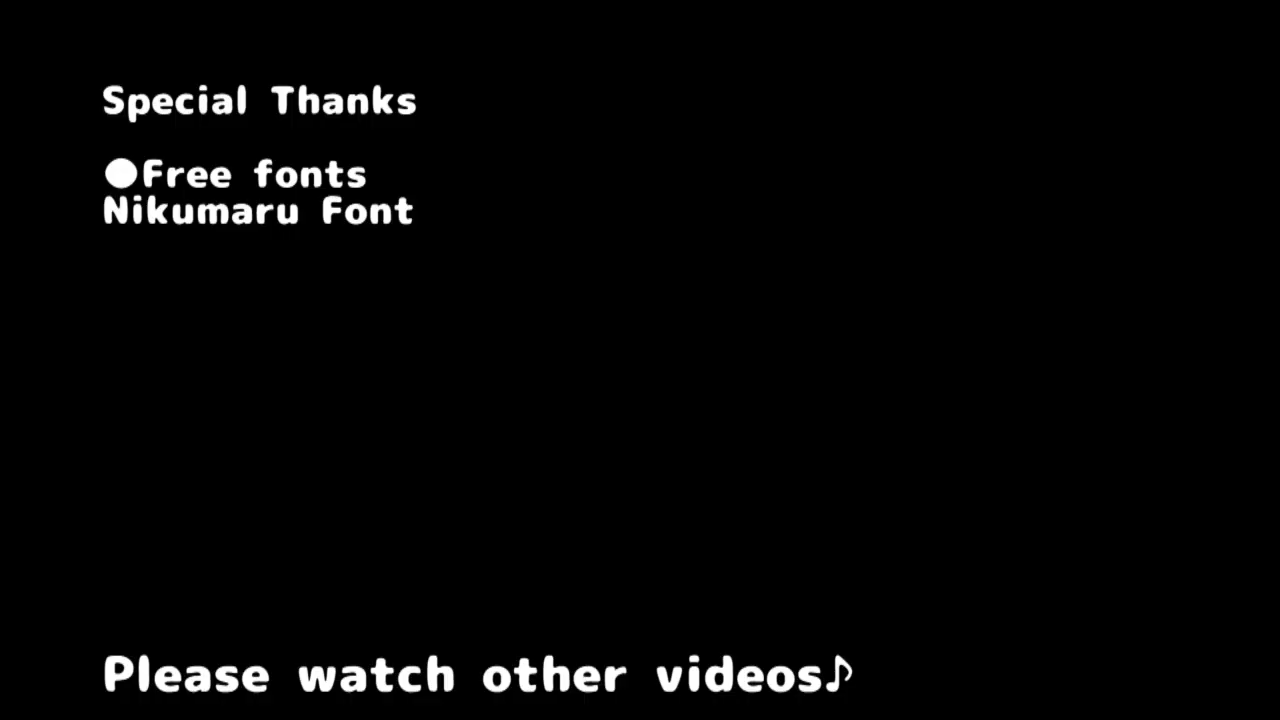 Special Thanks
●Free fonts
Nikumaru Font
Please watch other videos♪